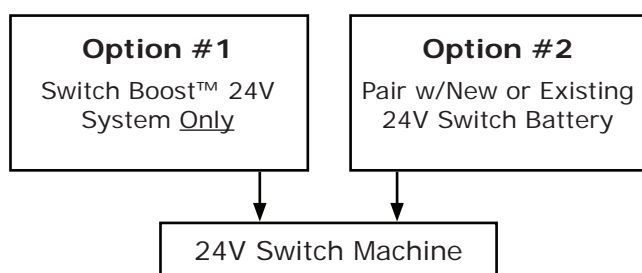 Option #1
Switch Boost™ 24V
System Only
Option #2
Pair w/New or Existing
24V Switch Battery
24V Switch Machine